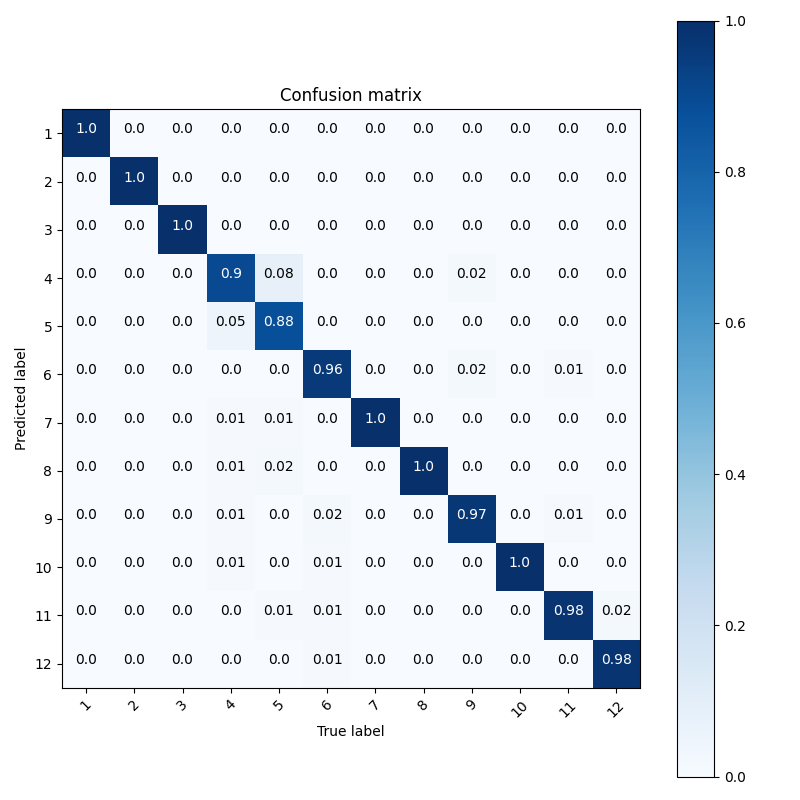 Confusion matrix
1 1.0 0.0 0.0 0.0 0.0 0.0 0.0 0.0 0.0 0.0 0.0 0.0
2 0.0 1.0 0.0 0.0 0.0 0.0 0.0 0.0 0.0 0.0 0.0 0.0
3 0.0 0.0 1.0 0.0 0.0 0.0 0.0 0.0 0.0 0.0 0.0 0.0
4 0.0 0.0 0.0 0.9 0.08 0.0 0.0 0.0 0.02 0.0 0.0 0.0
5 0.0 0.0 0.0 0.05 0.88 0.0 0.0 0.0 0.0 0.0 0.0 0.0
6 0.0 0.0 0.0 0.0 0.0 0.96 0.0 0.0 0.02 0.0 0.01 0.0
7 0.0 0.0 0.0 0.01 0.01 0.0 1.0 0.0 0.0 0.0 0.0 0.0
8 0.0 0.0 0.0 0.01 0.02 0.0 0.0 1.0 0.0 0.0 0.0 0.0
9 0.0 0.0 0.0 0.01 0.0 0.02 0.0 0.0 0.97 0.0 0.01 0.0
10 0.0 0.0 0.0 0.01 0.0 0.01 0.0 0.0 0.0 1.0 0.0 0.0
11 0.0 0.0 0.0 0.0 0.01 0.01 0.0 0.0 0.0 0.0 0.98 0.02
12 0.0 0.0 0.0 0.0 0.0 0.01 0.0 0.0 0.0 0.0 0.0 0.98
1 2 3 4 5 6 7 8 9 10 11 12
True label
Predicted label
1.0
0.8
0.6
0.4
0.2
0.0